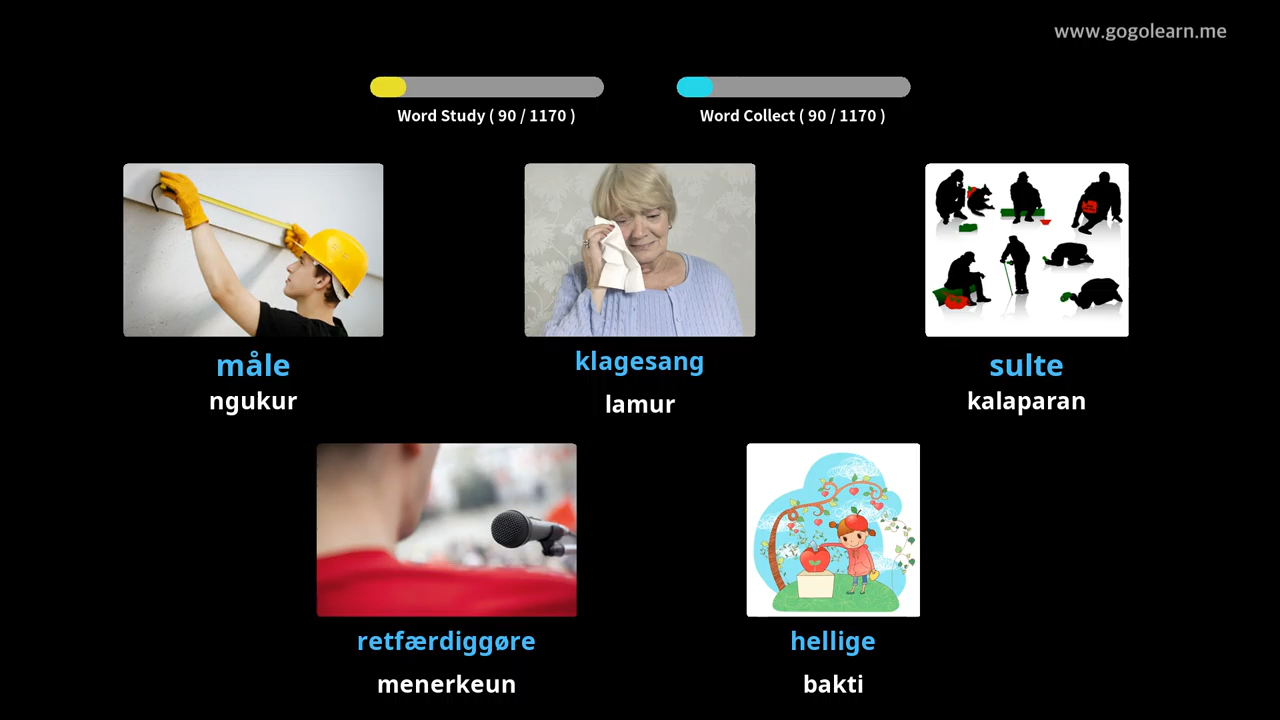 www.gogolearn.me
Word Study ( 90 / 1170 )
Word Collect ( 90 / 1170 )
måle
ngukur
klagesang
lamur
sulte
kalaparan
retfærdiggøre
menerkeun
hellige
bakti